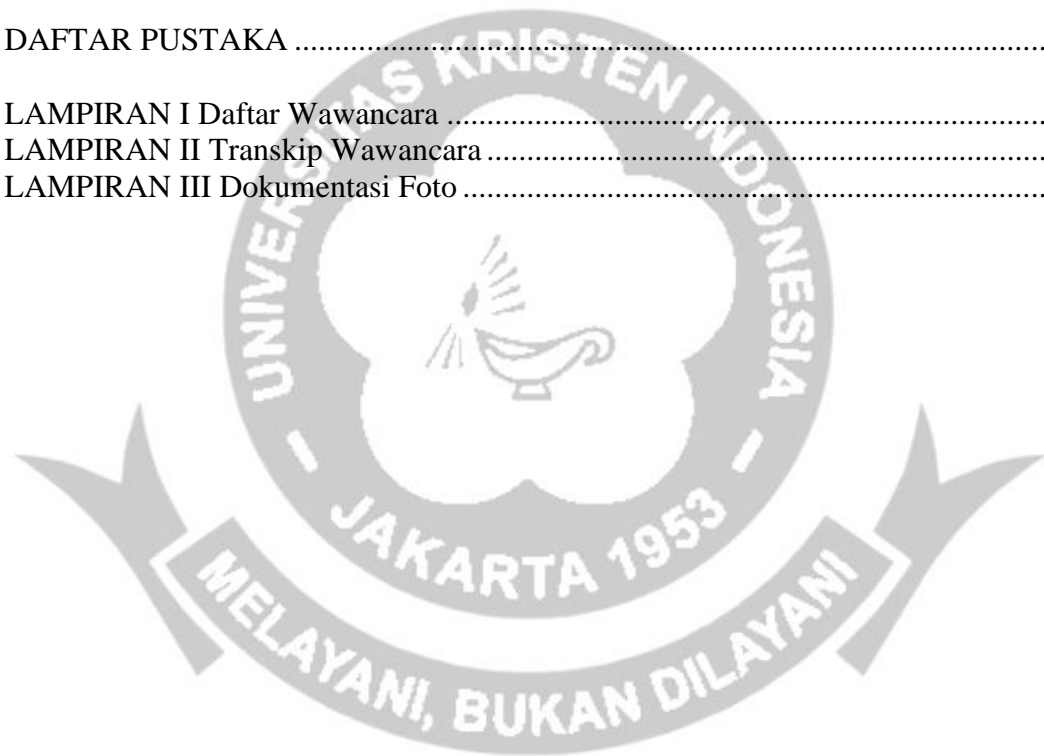 DAFTAR PUSTAKA ................................................................................
LAMPIRAN I Daftar Wawancara ................................................................
LAMPIRAN II Transkip Wawancara ............................................................
LAMPIRAN III Dokumentasi Foto ..............................................................
UNIVERSITAS KRISTEN INDONESIA
- JAKARTA 1953 -
MELAYANI, BUKAN DILAYANI